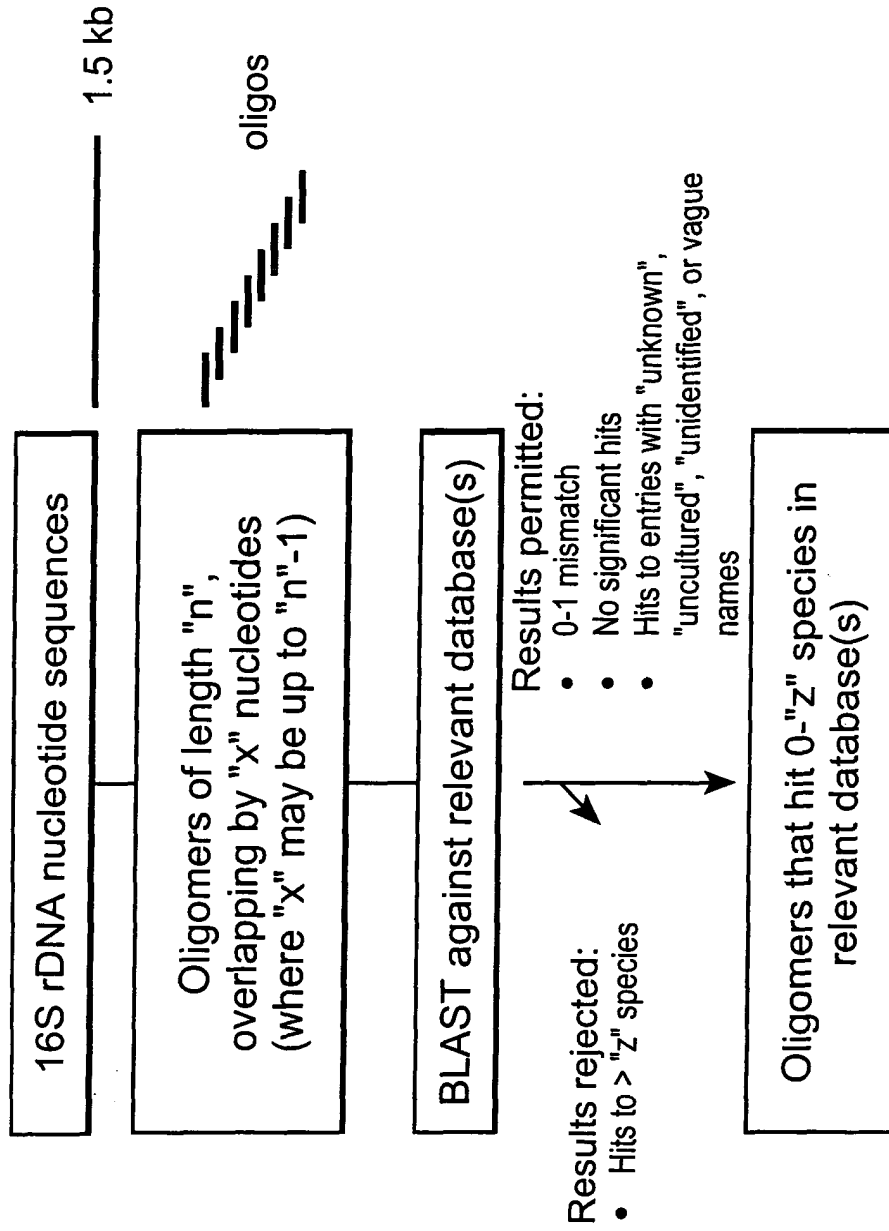 16S rDNA nucleotide sequences
1.5 kb
Oligomers of length "n",
overlapping by "x" nucleotides
(where "x" may be up to "n"-1)
oligos
BLAST against relevant database(s)
Results rejected:
• Hits to > "z" species
Results permitted:
• 0-1 mismatch
• No significant hits
• Hits to entries with "unknown",
"uncultured", "unidentified", or vague
names
Oligomers that hit 0-"z" species in
relevant database(s)